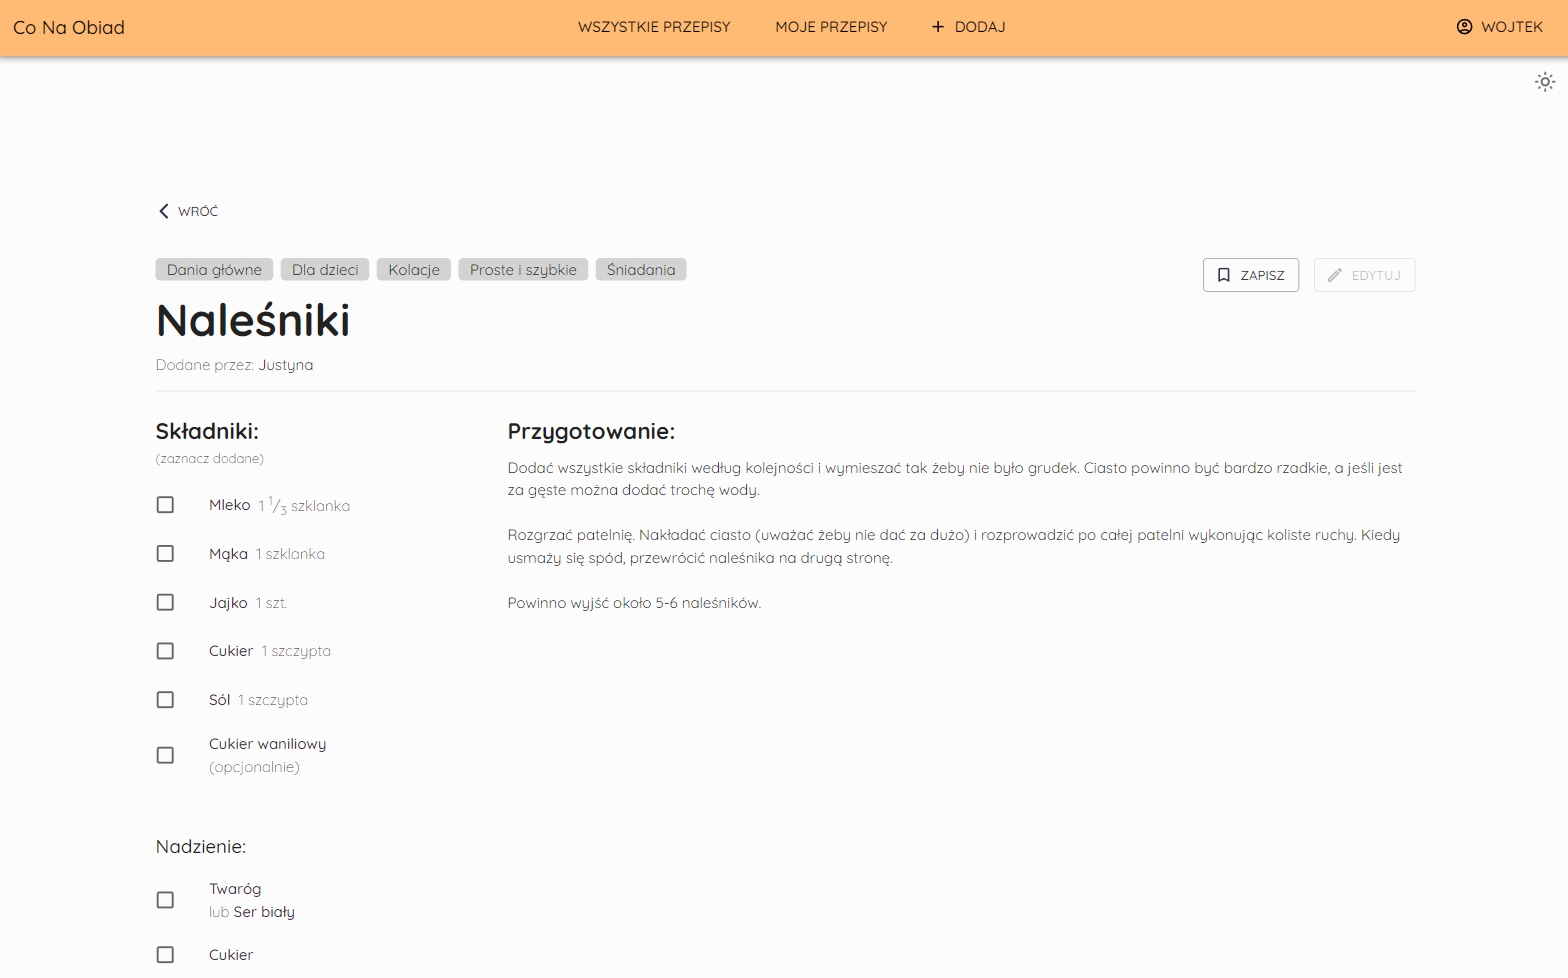 Co Na Obiad
WSZYSTKIE PRZEPISY
MOJE PRZEPISY
+ DODAJ
WOJTEK
WRÓĆ
Dania główne
Dla dzieci
Kolacje
Proste i szybkie
Śniadania
ZAPISZ
EDYTUJ
Naleśniki
Dodane przez: Justyna
Składniki:
(zaznacz dodane)
Mleko 1 1/3 szklanka
Mąka 1 szklanka
Jajko 1 szt.
Cukier 1 szczypta
Sól 1 szczypta
Cukier waniliowy
(opcjonalnie)
Nadzienie:
Twaróg
lub Ser biały
Cukier
Przygotowanie:
Dodać wszystkie składniki według kolejności i wymieszać tak żeby nie było grudek. Ciasto powinno być bardzo rzadkie, a jeśli jest
za gęste można dodać trochę wody.
Rozgrzać patelnię. Nakładać ciasto (uważać żeby nie dać za dużo) i rozprowadzić po całej patelni wykonując koliste ruchy. Kiedy
usmaży się spód, przewrócić naleśnika na drugą stronę.
Powinno wyjść około 5-6 naleśników.